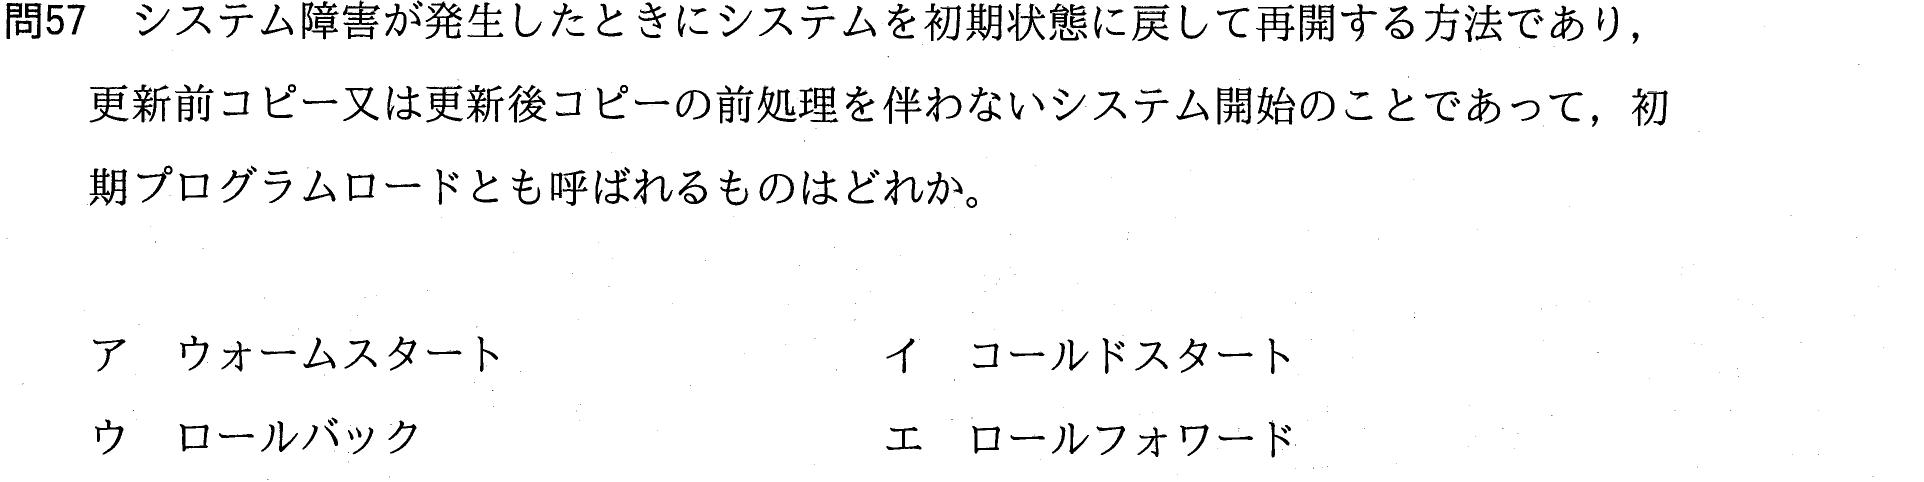 問57　システム障害が発生したときにシステムを初期状態に戻して再開する方法であり，
更新前コピー又は更新後コピーの前処理を伴わないシステム開始のことであって，初
期プログラムロードとも呼ばれるものはどれか。
ア　ウォームスタート　イ　コールドスタート
ウ　ロールバック　エ　ロールフォワード